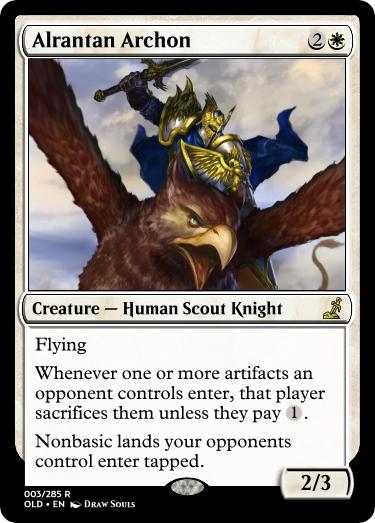 Alrantan Archon 2
Creature — Human Scout Knight
Flying
Whenever one or more artifacts an
opponent controls enter, that player
sacrifices them unless they pay 1.
Nonbasic lands your opponents
control enter tapped.
2/3
003/285 R
OLD • EN Draw Souls